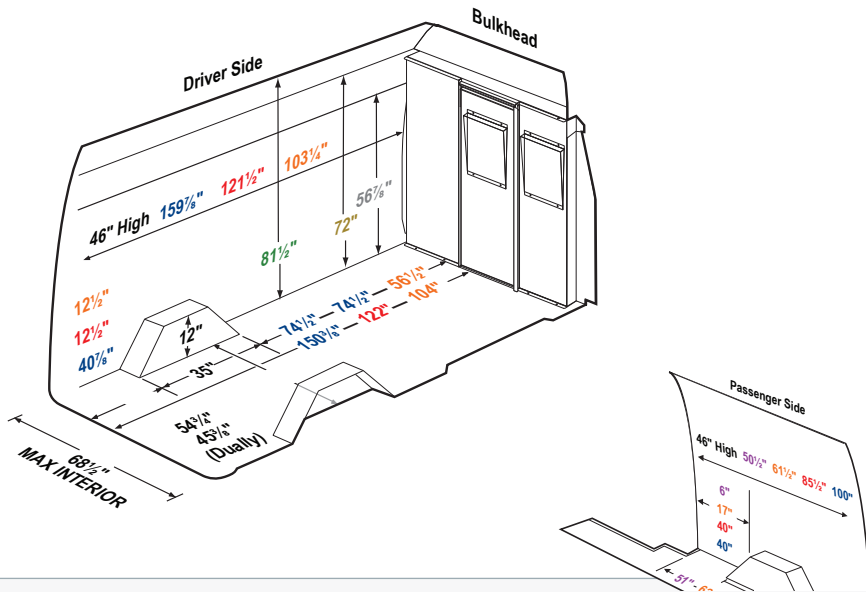 Bulkhead
Driver Side
46" High 159⅞" 121½" 103¼"
56⅞"
72"
81½"
12½"
12½"
40⅞"
12"
35"
74½" — 74½" — 56½"
150⅜" — 122" — 104"
54¾"
45⅜"
(Dually)
68½"
MAX INTERIOR
Passenger Side
46" High 50½" 61½" 85½" 100"
6"
17"
40"
40"
51" -